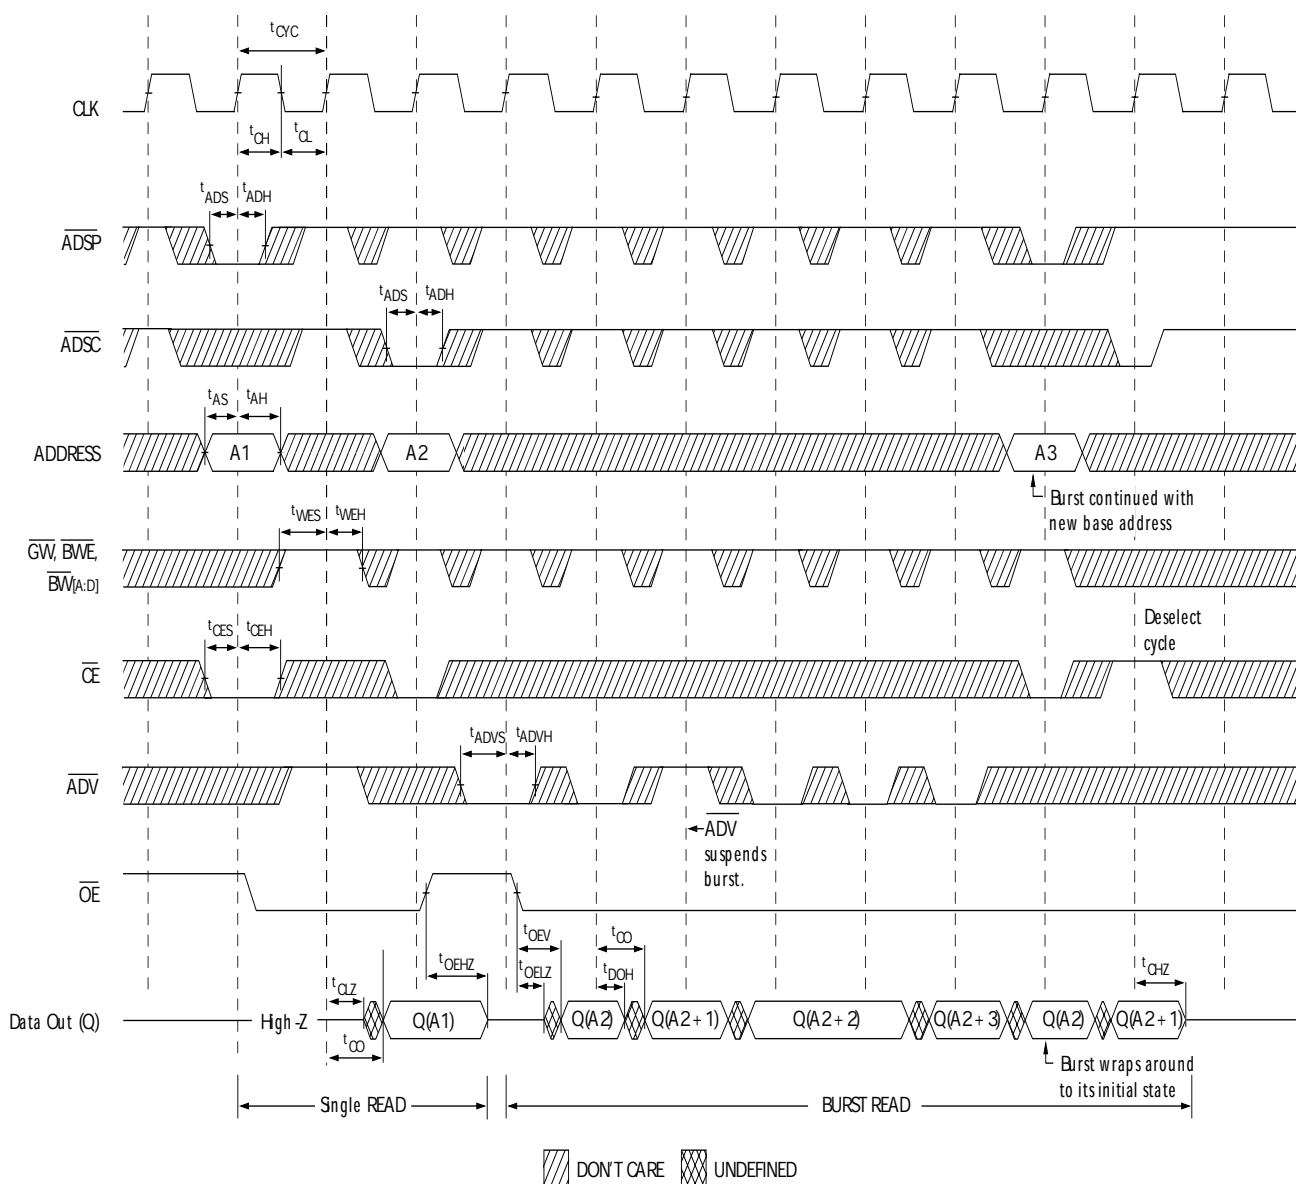 tCYC
CLK
tCH
tCL
tADS
tADH
ADSP
tADS
tADH
ADSC
tAS
tAH
ADDRESS
A1
A2
A3
Burst continued with
new base address
tWES
tWEH
GW, BWE,
BW[A:D]
Deselect
cycle
tCES
tCEH
CE
tADVS
tADVH
ADV
ADV
suspends
burst.
OE
tOEV
tCO
tOEHZ
tOELZ
tDOH
tCHZ
tCLZ
Data Out (Q)
High-Z
Q(A1)
Q(A2)
Q(A2 + 1)
Q(A2 + 2)
Q(A2 + 3)
Q(A2)
Q(A2 + 1)
tCO
Burst wraps around
to its initial state
Single READ
BURST READ
DON'T CARE
UNDEFINED